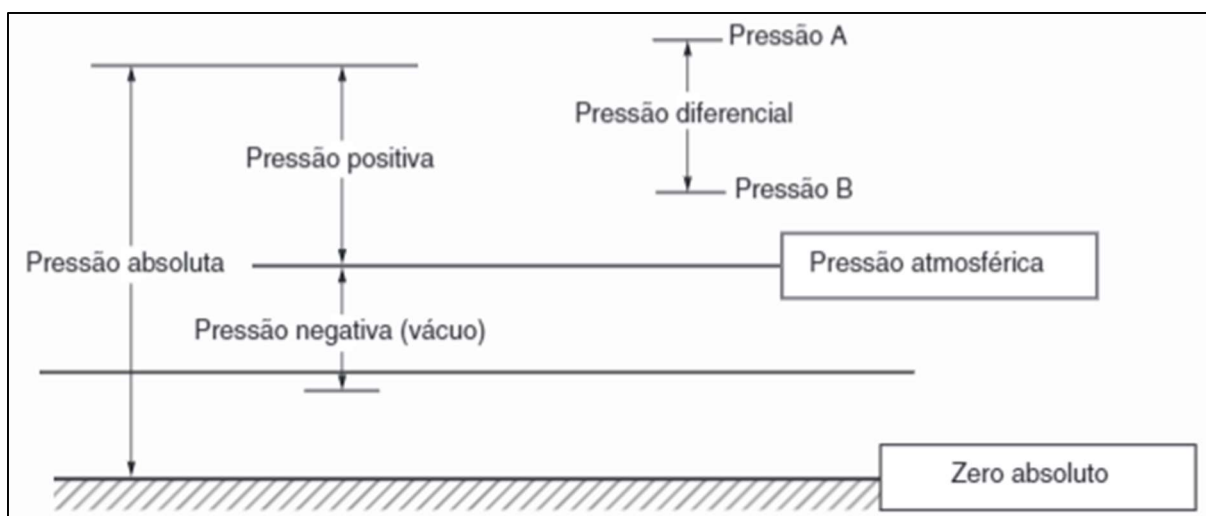 Pressão A
Pressão diferencial
Pressão positiva
Pressão B
Pressão absoluta
Pressão atmosférica
Pressão negativa (vácuo)
Zero absoluto